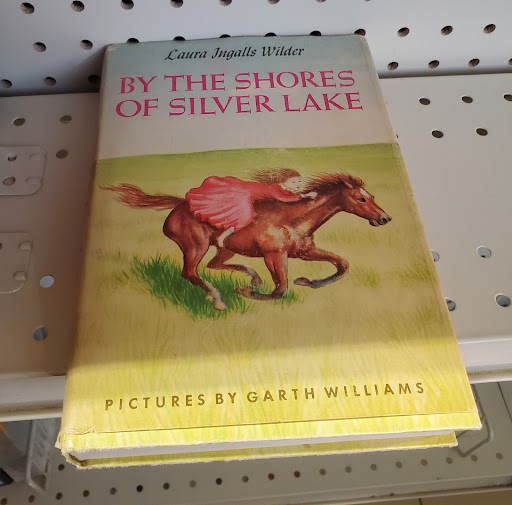 Laura Ingalls Wilder
BY THE SHORES
OF SILVER LAKE
PICTURES BY GARTH WILLIAMS